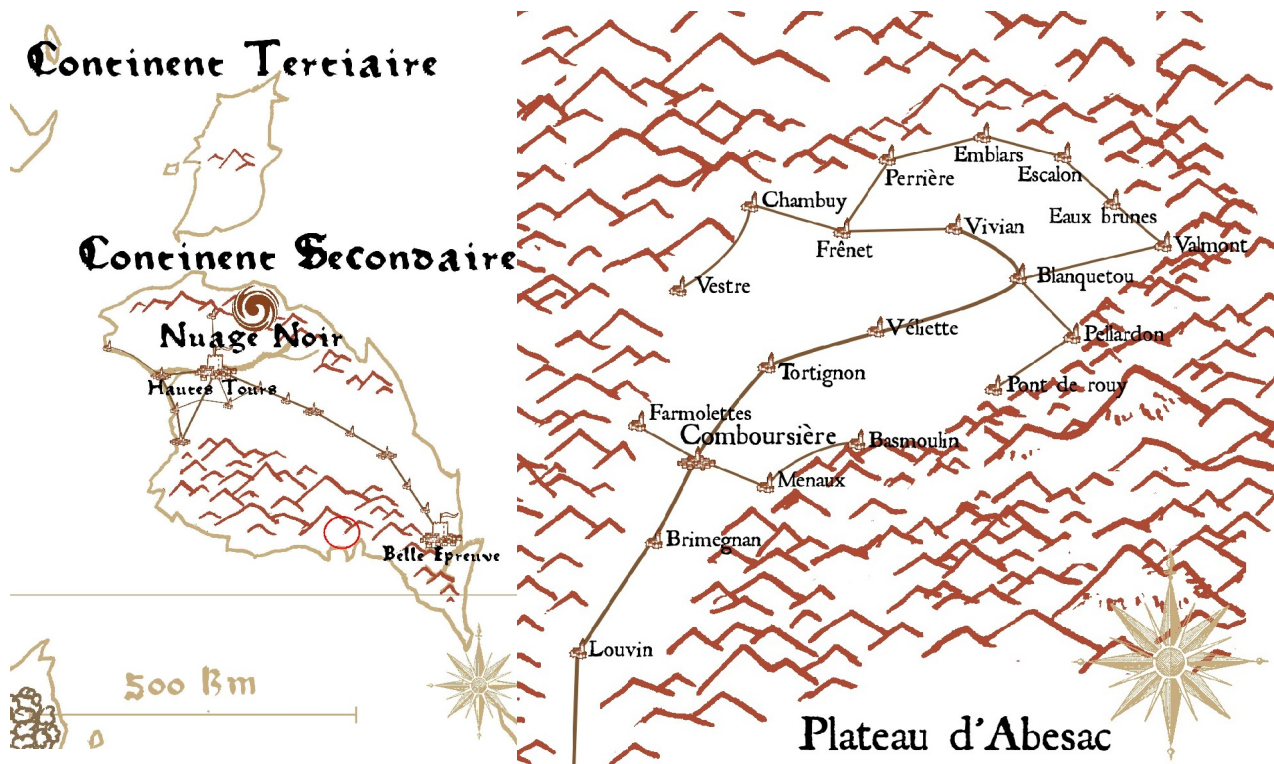 Continent Tertiaire
Continent Secondaire
Nuage Noir
Hautes Tours
Belle Epreuve
500 Km
Emblars
Perrière
Escalon
Chambuy
Eaux brunes
Frênet
Vivian
Valmont
Vestre
Blanquetou
Véliette
Pellardon
Tortignon
Pont de rouy
Farmolettes
Comboursière
Basmoulin
Menaux
Brimegnan
Louvin
Plateau d'Abesac